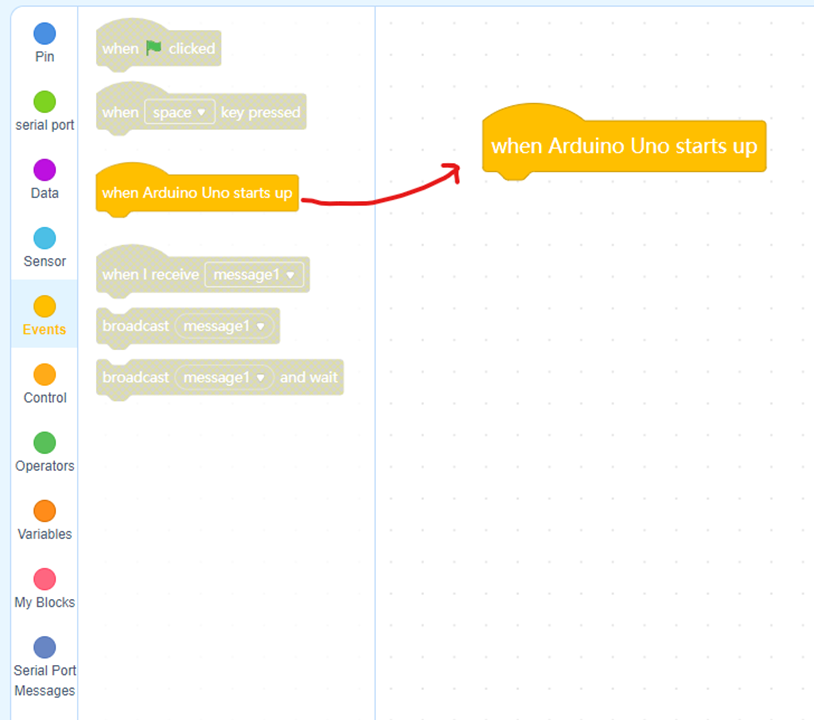 Pin
serial port
Data
Sensor
Events
Control
Operators
Variables
My Blocks
Serial Port
Messages
when clicked
when space key pressed
when Arduino Uno starts up
when I receive message1
broadcast message1
broadcast message1 and wait
when Arduino Uno starts up